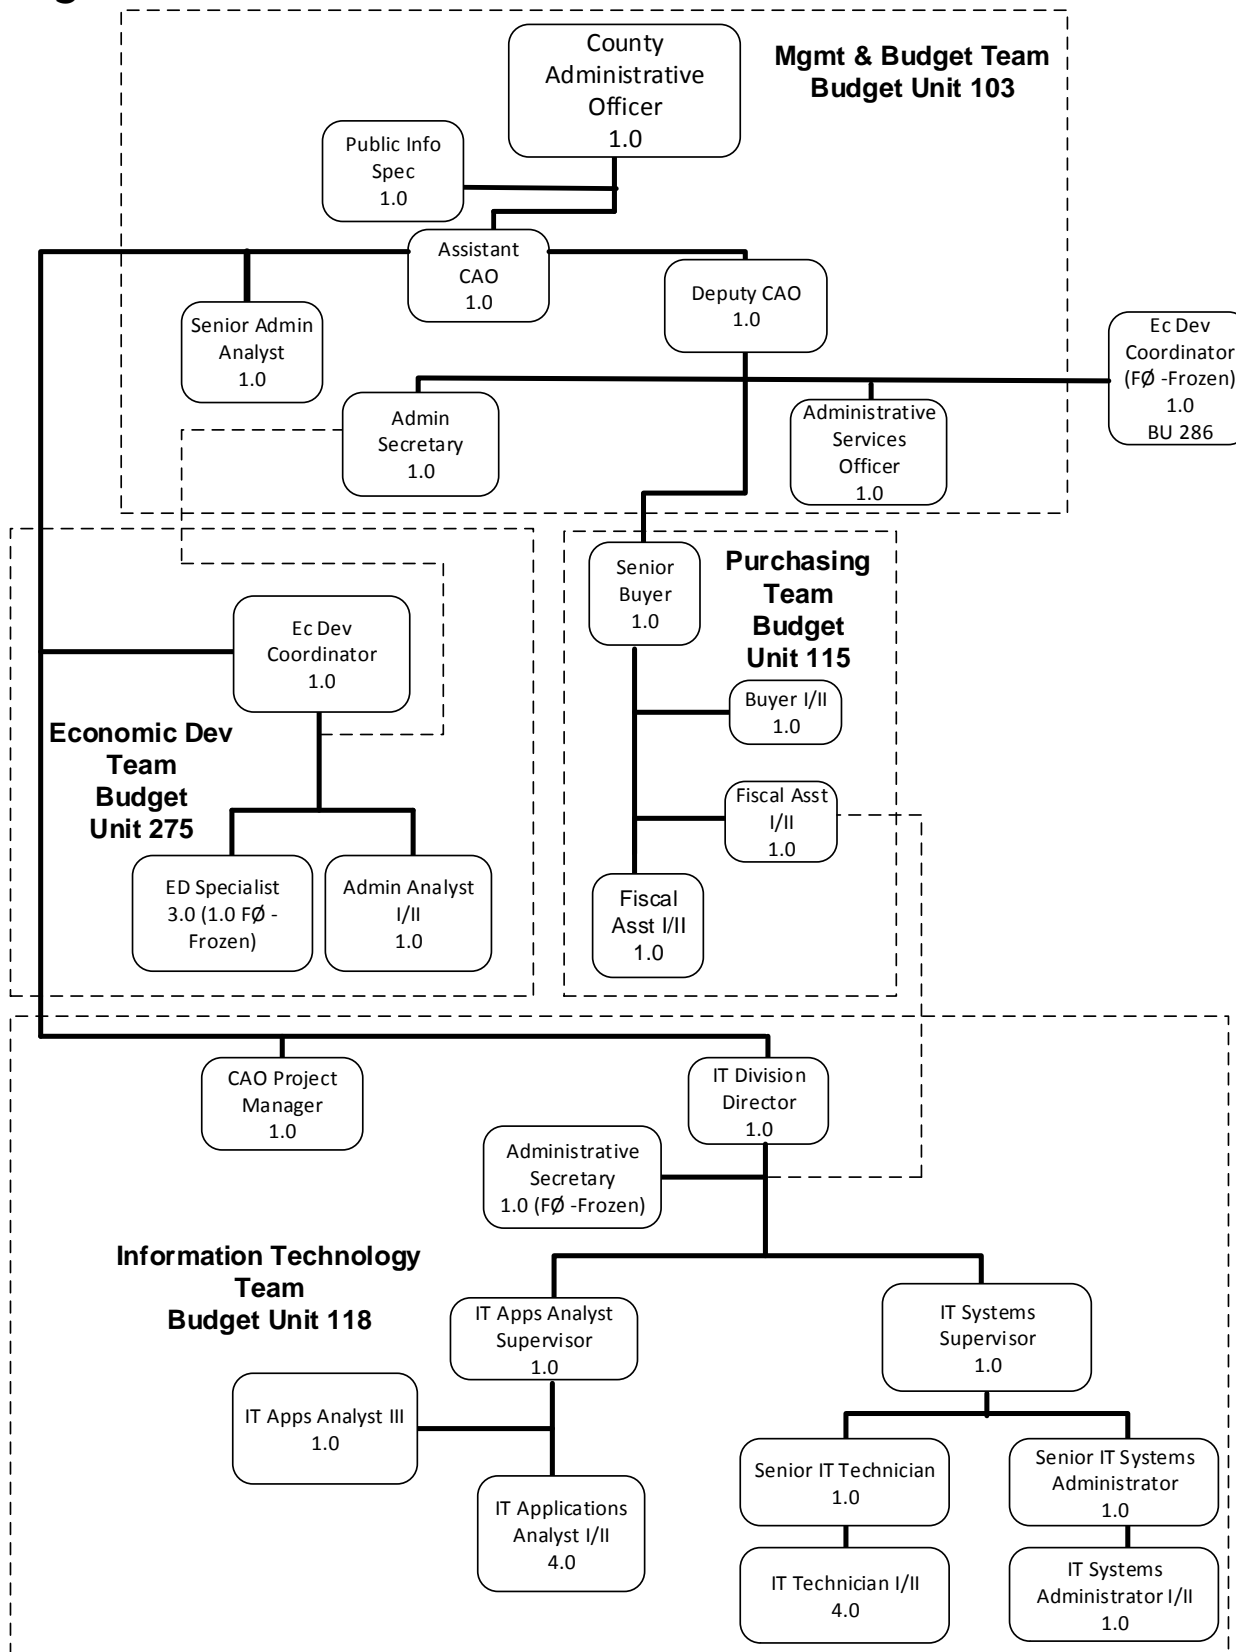 County
Administrative
Officer
1.0
Mgmt & Budget Team
Budget Unit 103
Public Info
Spec
1.0
Assistant
CAO
1.0
Deputy CAO
1.0
Senior Admin
Analyst
1.0
Ec Dev
Coordinator
(FØ -Frozen)
1.0
BU 286
Admin
Secretary
1.0
Administrative
Services
Officer
1.0
Senior
Buyer
1.0
Purchasing
Team
Budget
Unit 115
Ec Dev
Coordinator
1.0
Buyer I/II
1.0
Economic Dev
Team
Budget
Unit 275
Fiscal Asst
I/II
1.0
ED Specialist
3.0 (1.0 FØ -
Frozen)
Admin Analyst
I/II
1.0
Fiscal
Asst I/II
1.0
CAO Project
Manager
1.0
IT Division
Director
1.0
Administrative
Secretary
1.0 (FØ -Frozen)
Information Technology
Team
Budget Unit 118
IT Apps Analyst
Supervisor
1.0
IT Systems
Supervisor
1.0
IT Apps Analyst III
1.0
IT Applications
Analyst I/II
4.0
Senior IT Technician
1.0
Senior IT Systems
Administrator
1.0
IT Technician I/II
4.0
IT Systems
Administrator I/II
1.0